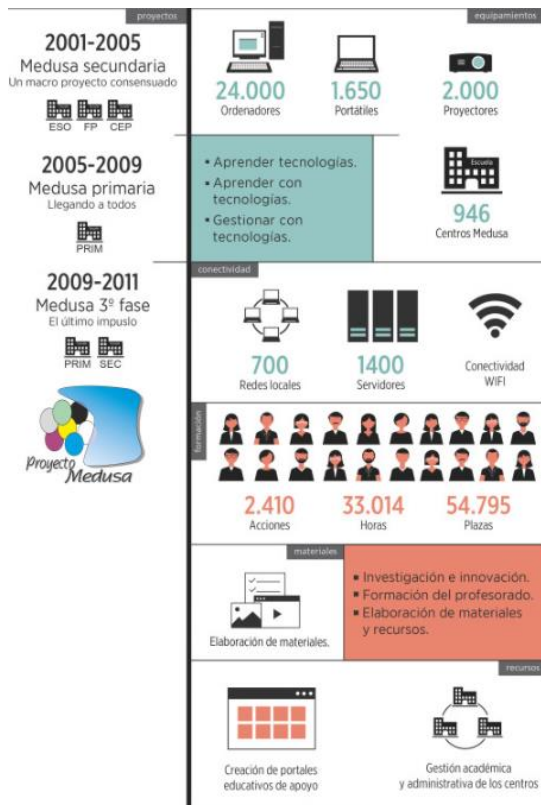 proyectos
2001-2005
Medusa secundaria
Un macro proyecto consensuado
ESO FP CEP
2005-2009
Medusa primaria
Llegando a todos
PRIM
2009-2011
Medusa 3º fase
El último impuslo
PRIM SEC
Proyecto
Medusa
equipamientos
24.000
Ordenadores
1.650
Portátiles
2.000
Proyectores
▪ Aprender tecnologías.
▪ Aprender con
tecnologías.
▪ Gestionar con
tecnologías.
Escuela
946
Centros Medusa
conectividad
700
Redes locales
1400
Servidores
Conectividad
WIFI
formación
2.410
Acciones
33.014
Horas
54.795
Plazas
materiales
Elaboración de materiales.
▪ Investigación e innovación.
▪ Formación del profesorado.
▪ Elaboración de materiales
y recursos.
recursos
Creación de portales
educativos de apoyo
Gestión académica
y administrativa de los centros